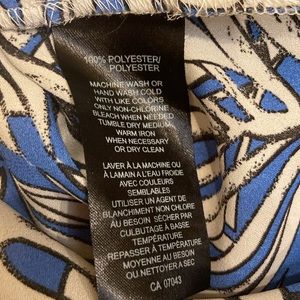 100% POLYESTER/
POLYESTER
MACHINE WASH OR
HAND WASH COLD
WITH LIKE COLORS
ONLY NON-CHLORINE
BLEACH WHEN NEEDED
TUMBLE DRY MEDIUM
WARM IRON
WHEN NECESSARY
OR DRY CLEAN
LAVER À LA MACHINE OU
À LA MAIN A L'EAU FROIDE
AVEC COULEURS
SEMBLABLES
UTILISER UN AGENT DE
BLANCHIMENT NON CHLORE
AU BESOIN SÉCHER PAR
CULBUTAGE À BASSE
TEMPÉRATURE
REPASSER À TEMPÉRATURE
MOYENNE AU BESOIN
OU NETTOYER A SEC
CA 07043